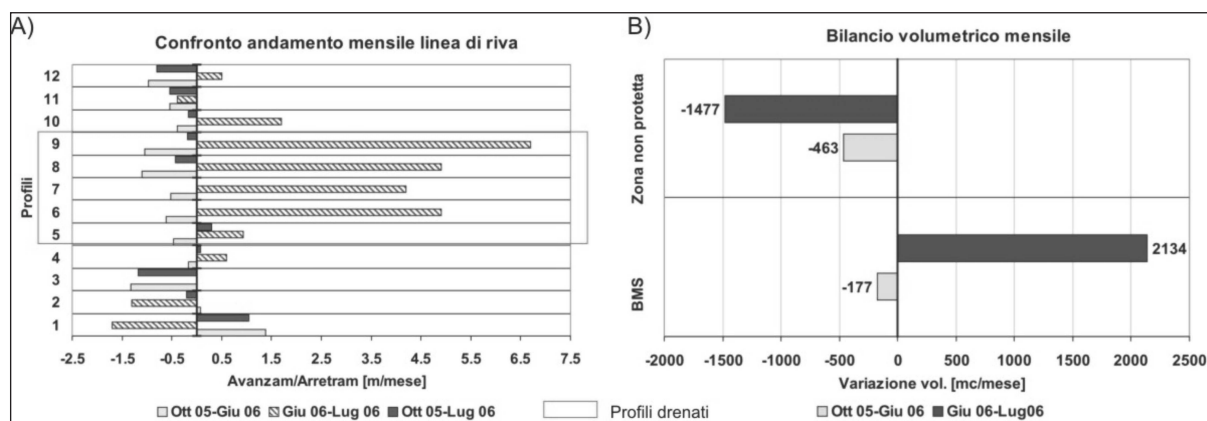 A)
Confronto andamento mensile linea di riva
Profili
12
11
10
9
8
7
6
5
4
3
2
1
-2.5 -1.5 -0.5 0.5 1.5 2.5 3.5 4.5 5.5 6.5 7.5
Avanzam/Arretram [m/mese]
Ott 05-Giu 06 Giu 06-Lug 06 Ott 05-Lug 06
Profili drenati
B)
Bilancio volumetrico mensile
Zona non protetta
BMS
-1477
-463
2134
-177
-2000 -1500 -1000 -500 0 500 1000 1500 2000 2500
Variazione vol. [mc/mese]
Ott 05-Giu 06 Giu 06-Lug06